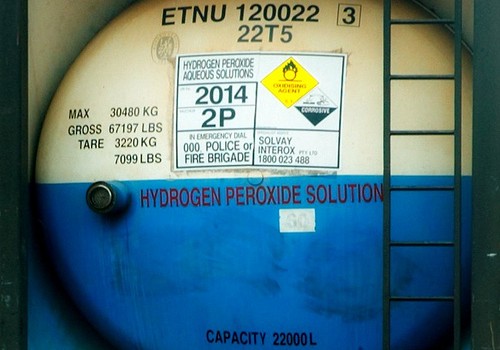 ETNU 120022 3
22T5
HYDROGEN PEROXIDE
AQUEOUS SOLUTIONS
2014
2P
IN EMERGENCY DIAL
000, POLICE or
FIRE BRIGADE
OXIDISING
AGENT
CORROSIVE
SOLVAY
INTEROX PTY LTD
1800 023 488
MAX 30480 KG
GROSS 67197 LBS
TARE 3220 KG
7099 LBS
HYDROGEN PEROXIDE SOLUTION
CAPACITY 22000 L